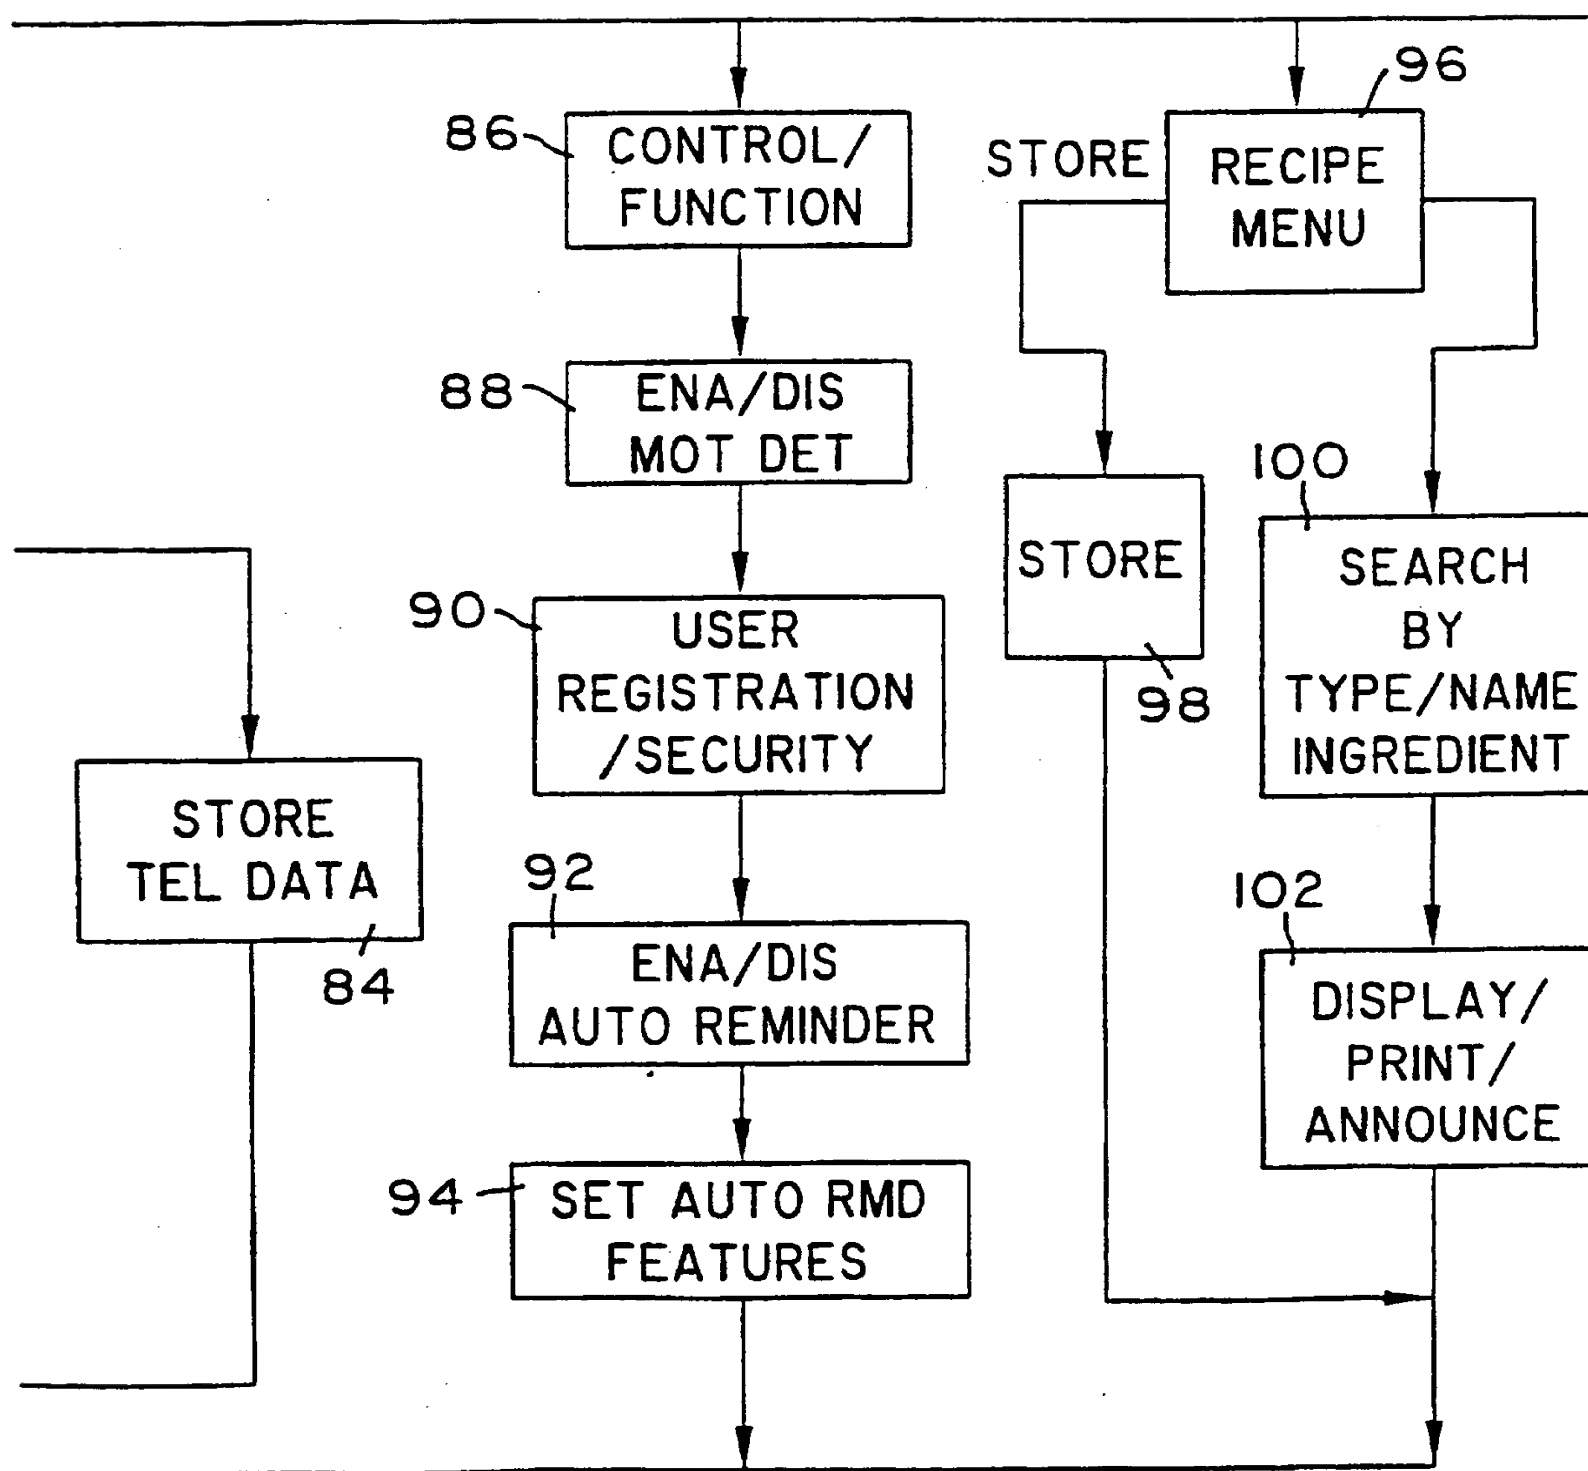 86
CONTROL/
FUNCTION
88
ENA/DIS
MOT DET
90
USER
REGISTRATION
/SECURITY
STORE
TEL DATA
84
92
ENA/DIS
AUTO REMINDER
94
SET AUTO RMD
FEATURES
96
STORE
RECIPE
MENU
STORE
98
100
SEARCH
BY
TYPE/NAME
INGREDIENT
102
DISPLAY/
PRINT/
ANNOUNCE